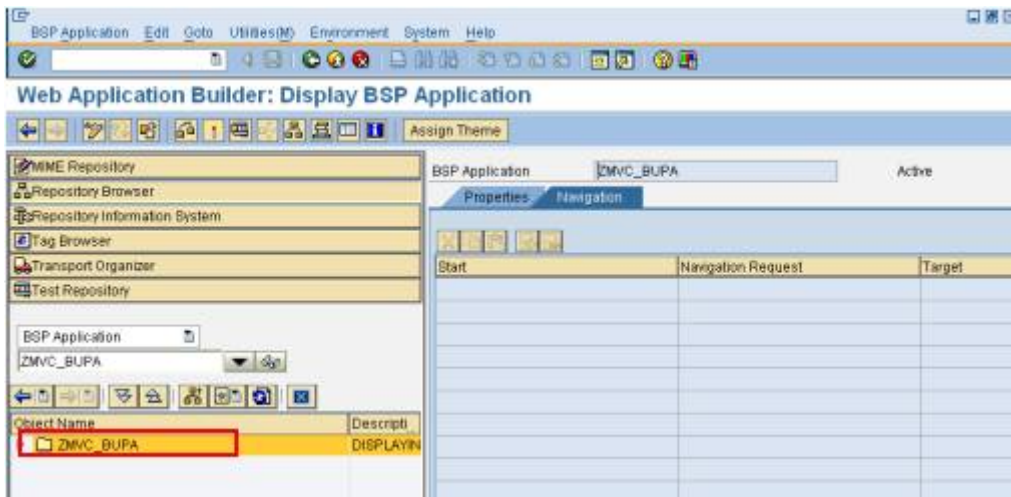 BSP Application Edit Goto Utilities(M) Environment System Help
Web Application Builder: Display BSP Application
Assign Theme
MIME Repository
Repository Browser
Repository Information System
Tag Browser
Transport Organizer
Test Repository
BSP Application
ZMVC_BUPA
Object Name Descripti
ZMVC_BUPA DISPLAYIN
BSP Application ZMVC_BUPA Active
Properties Navigation
Start Navigation Request Target